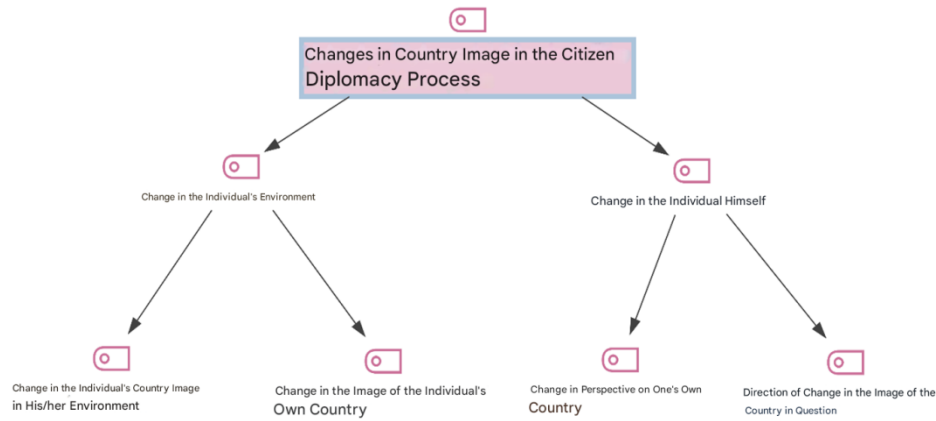 Changes in Country Image in the Citizen
Diplomacy Process
Change in the Individual's Environment
Change in the Individual Himself
Change in the Individual's Country Image
in His/her Environment
Change in the Image of the Individual's
Own Country
Change in Perspective on One's Own
Country
Direction of Change in the Image of the
Country in Question